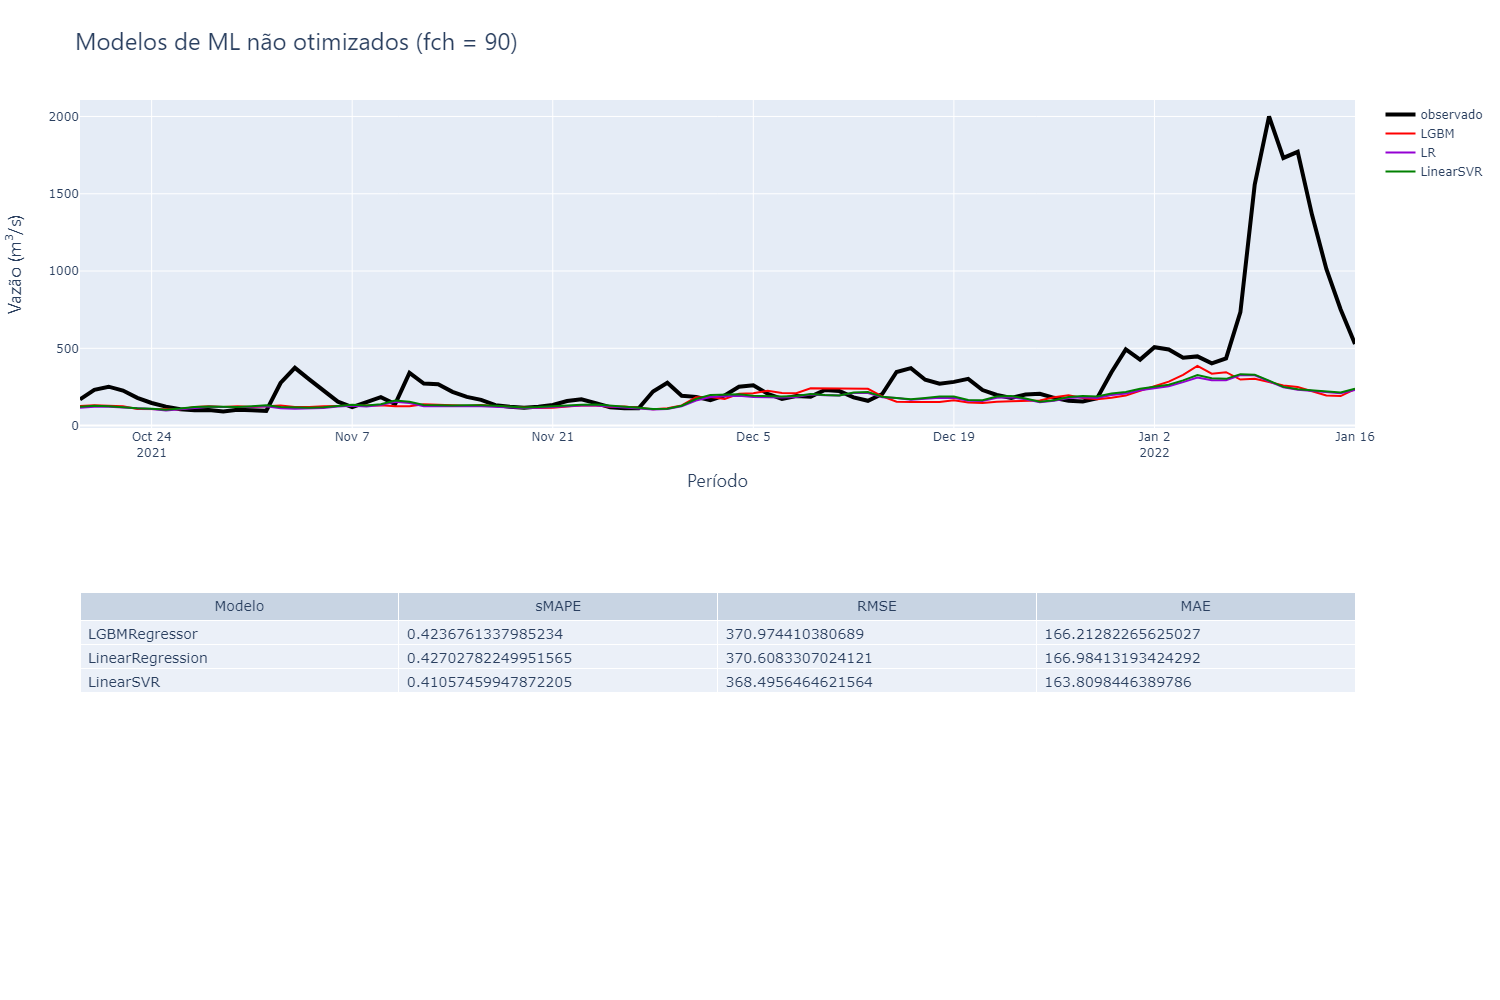 Modelos de ML não otimizados (fch = 90)
observado
LGBM
LR
LinearSVR
Vazão (m³/s)
2000
1500
1000
500
0
Oct 24
2021
Nov 7
Nov 21
Dec 5
Dec 19
Jan 2
2022
Jan 16
Período
Modelo sMAPE RMSE MAE
LGBMRegressor 0.4236761337985234 370.974410380689 166.21282265625027
LinearRegression 0.42702782249951565 370.6083307024121 166.98413193424292
LinearSVR 0.41057459947872205 368.4956464621564 163.8098446389786